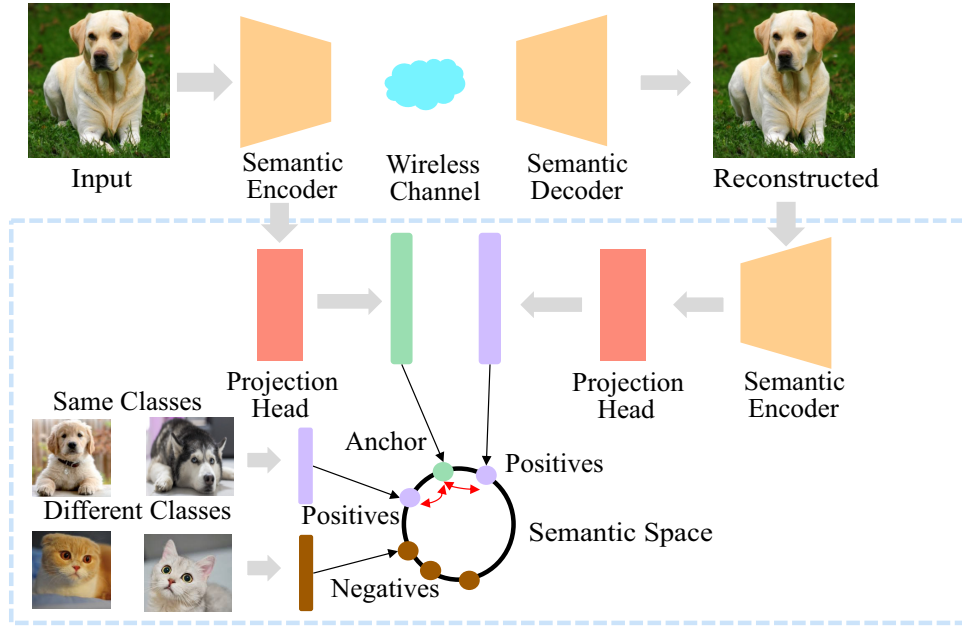 Input
Semantic
Encoder
Wireless
Channel
Semantic
Decoder
Reconstructed
Projection
Head
Projection
Head
Semantic
Encoder
Same Classes
Anchor
Positives
Different Classes
Positives
Semantic Space
Negatives